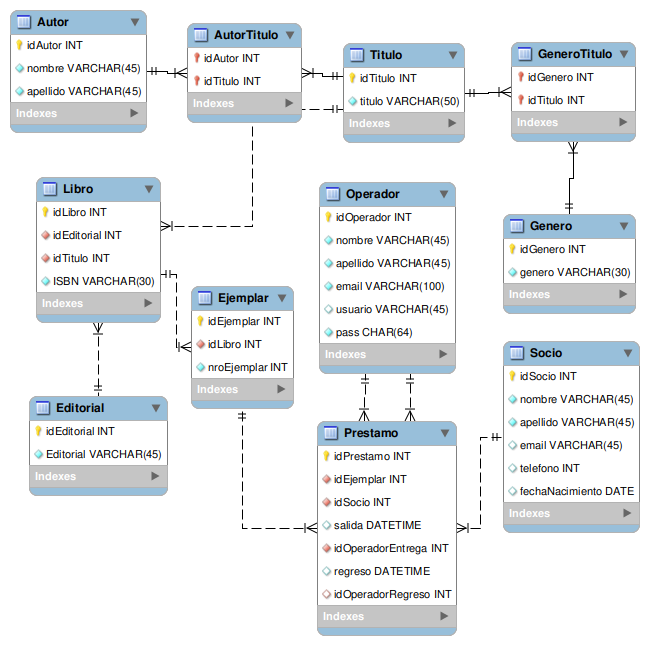 Autor
idAutor INT
nombre VARCHAR(45)
apellido VARCHAR(45)
Indexes
AutorTitulo
idAutor INT
idTitulo INT
Indexes
Titulo
idTitulo INT
titulo VARCHAR(50)
Indexes
GeneroTitulo
idGenero INT
idTitulo INT
Indexes
Libro
idLibro INT
idEditorial INT
idTitulo INT
ISBN VARCHAR(30)
Indexes
Operador
idOperador INT
nombre VARCHAR(45)
apellido VARCHAR(45)
email VARCHAR(100)
usuario VARCHAR(45)
pass CHAR(64)
Indexes
Genero
idGenero INT
genero VARCHAR(30)
Indexes
Ejemplar
idEjemplar INT
idLibro INT
nroEjemplar INT
Indexes
Socio
idSocio INT
nombre VARCHAR(45)
apellido VARCHAR(45)
email VARCHAR(45)
telefono INT
fechaNacimiento DATE
Indexes
Editorial
idEditorial INT
Editorial VARCHAR(45)
Indexes
Prestamo
idPrestamo INT
idEjemplar INT
idSocio INT
salida DATETIME
idOperadorEntrega INT
regreso DATETIME
idOperadorRegreso INT
Indexes